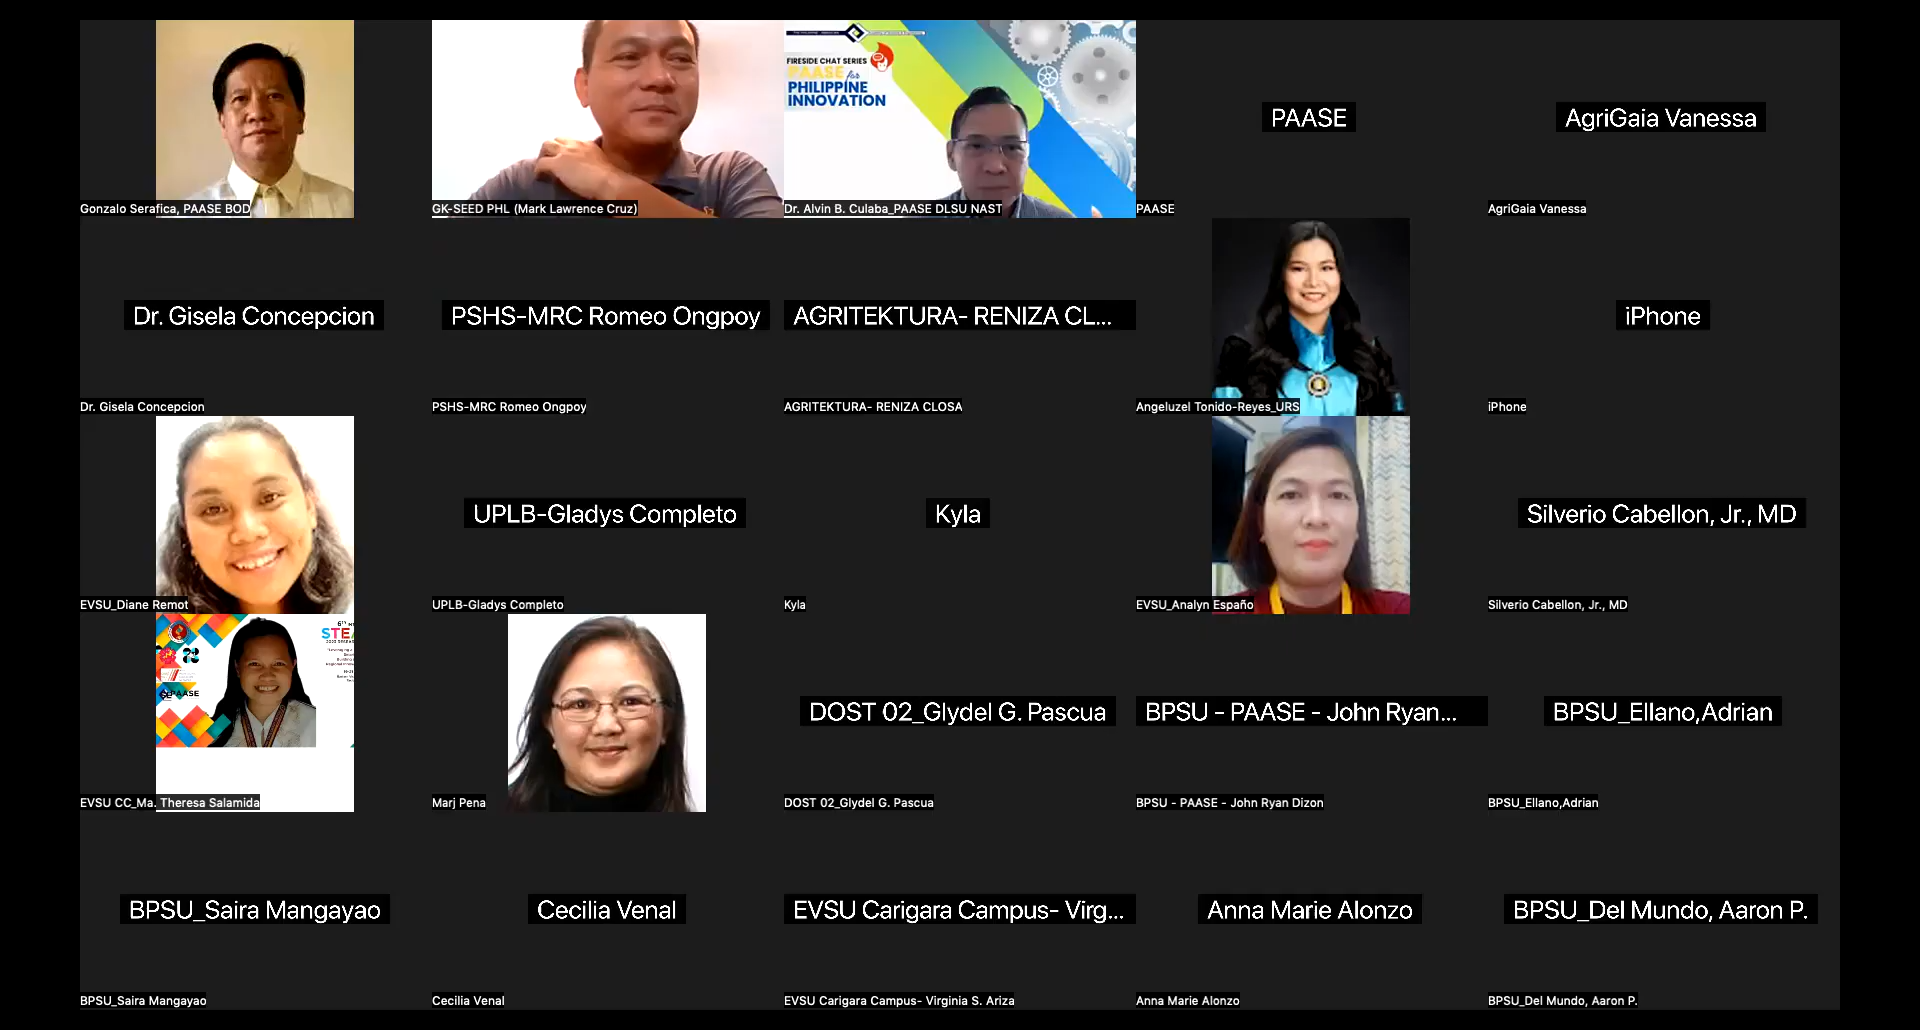 FIRESIDE CHAT SERIES
PAASE for
PHILIPPINE
INNOVATION
PAASE
AgriGaia Vanessa
Gonzalo Serafica, PAASE BOD
GK-SEED PHL (Mark Lawrence Cruz)
Dr. Alvin B. Culaba_PAASE DLSU NAST
PAASE
AgriGaia Vanessa
Dr. Gisela Concepcion
PSHS-MRC Romeo Ongpoy
AGRITEKTURA- RENIZA CL...
iPhone
Dr. Gisela Concepcion
PSHS-MRC Romeo Ongpoy
AGRITEKTURA- RENIZA CLOSA
Angeluzel Tonido-Reyes_URS
iPhone
UPLB-Gladys Completo
Kyla
Silverio Cabellon, Jr., MD
EVSU_Diane Remot
UPLB-Gladys Completo
Kyla
EVSU_Analyn Españo
Silverio Cabellon, Jr., MD
6TH
STEA
PAASE
DOST 02_Glydel G. Pascua
BPSU - PAASE - John Ryan...
BPSU_Ellano,Adrian
EVSU CC_Ma. Theresa Salamida
Marj Pena
DOST 02_Glydel G. Pascua
BPSU - PAASE - John Ryan Dizon
BPSU_Ellano,Adrian
BPSU_Saira Mangayao
Cecilia Venal
EVSU Carigara Campus- Virg...
Anna Marie Alonzo
BPSU_Del Mundo, Aaron P.
BPSU_Saira Mangayao
Cecilia Venal
EVSU Carigara Campus- Virginia S. Ariza
Anna Marie Alonzo
BPSU_Del Mundo, Aaron P.